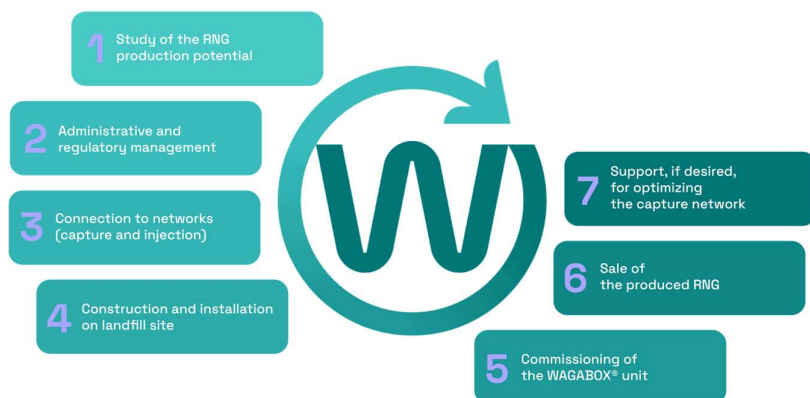 1
Study of the RNG
production potential
2
Administrative and
regulatory management
3
Connection to networks
(capture and injection)
4
Construction and installation
on landfill site
W
7
Support, if desired,
for optimizing
the capture network
6
Sale of
the produced RNG
5
Commissioning of
the WAGABOX® unit